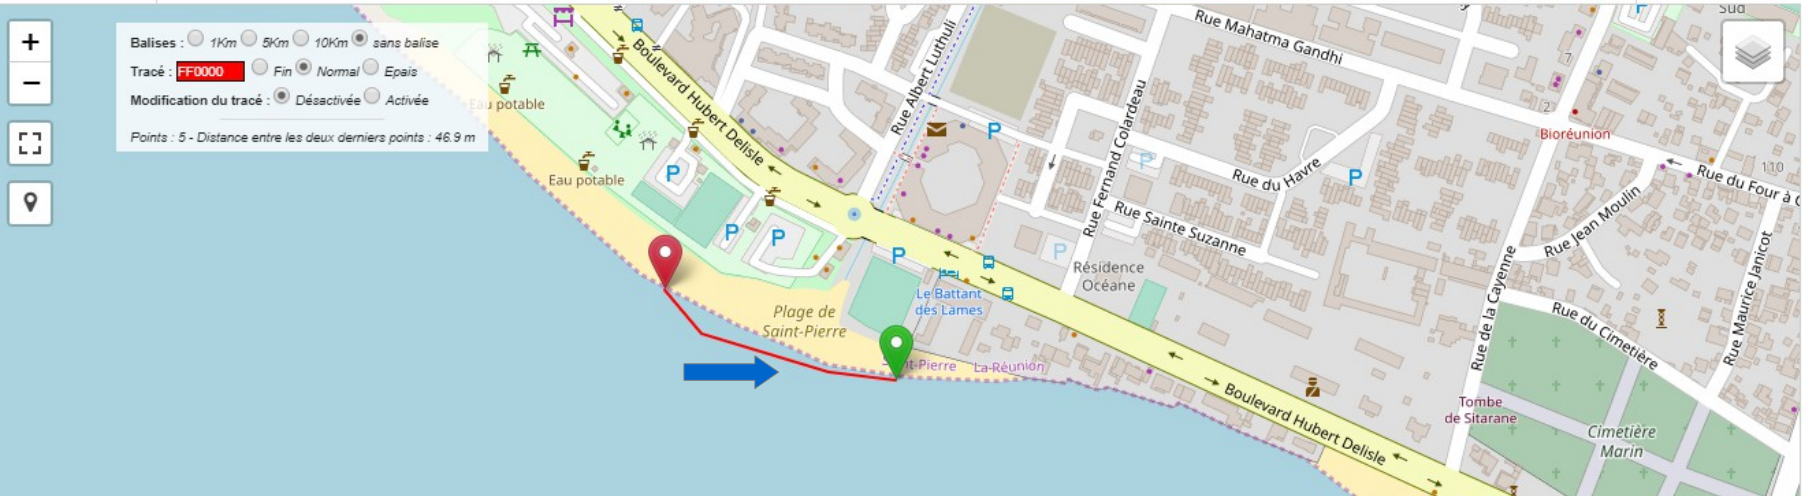 +
−
Balises : 1Km 5Km 10Km sans balise
Tracé : FF0000 Fin Normal Epais
Modification du tracé : Désactivée Activée
Points : 5 - Distance entre les deux derniers points : 46.9 m
Eau potable
Eau potable
Boulevard Hubert Delisle
Rue Albert Luthuli
Rue Mahatma Gandhi
Sud
P
7
2
Bioréunion
110
Rue du Four à C
P
P
P
Rue du Havre
Rue Fernand Colardeau
Rue Sainte Suzanne
Rue Jean Moulin
Rue Maurice Janicot
P
P
P
P
P
Résidence
Océane
Le Battant
des Lames
Plage de
Saint-Pierre
Saint-Pierre La Réunion
Rue de la Cayenne
Rue du Cimetière
Boulevard Hubert Delisle
Tombe
de Sitarane
Cimetière
Marin